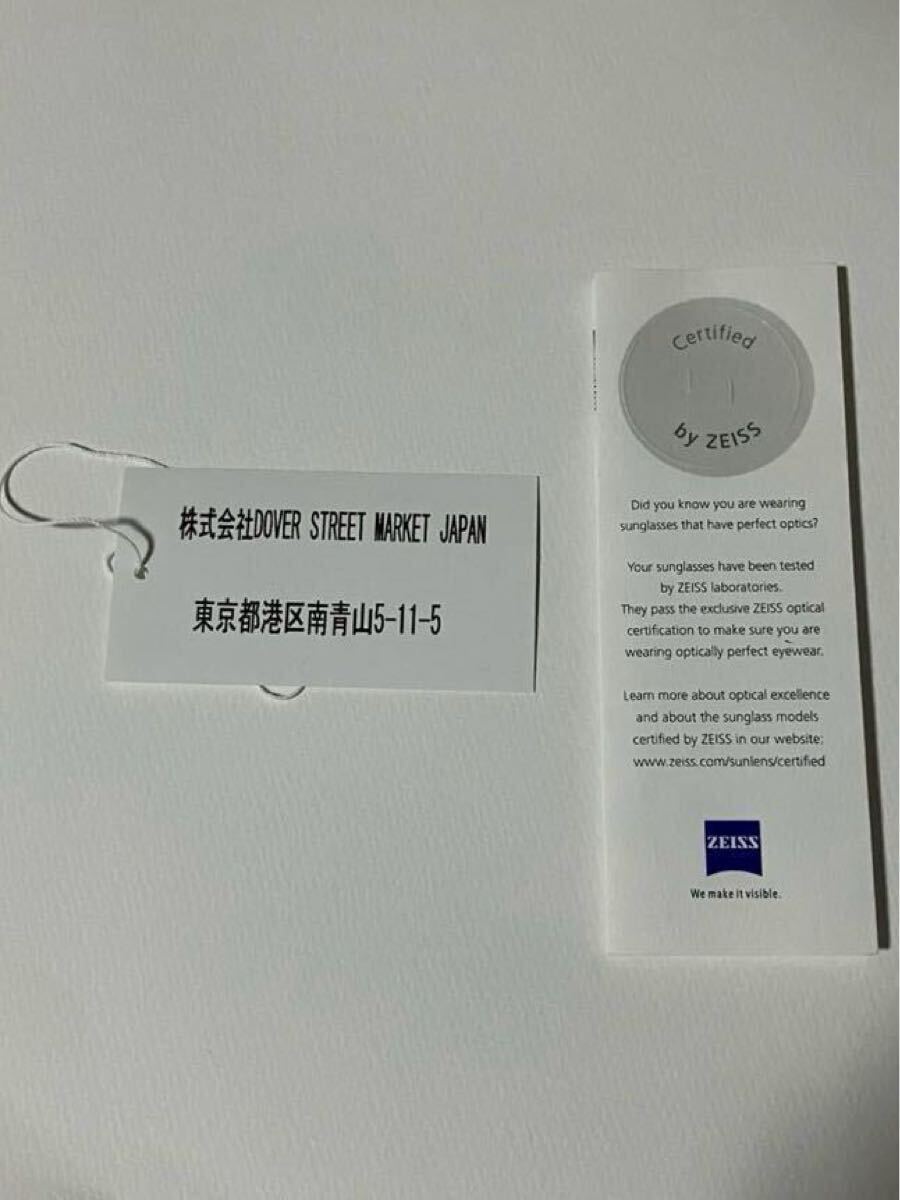 株式会社DOVER STREET MARKET JAPAN
東京都港区南青山5-11-5
Certified
by ZEISS
Did you know you are wearing
sunglasses that have perfect optics?
Your sunglasses have been tested
by ZEISS laboratories.
They pass the exclusive ZEISS optical
certification to make sure you are
wearing optically perfect eyewear.
Learn more about optical excellence
and about the sunglass models
certified by ZEISS in our website:
www.zeiss.com/sunlens/certified
ZEISS
We make it visible.